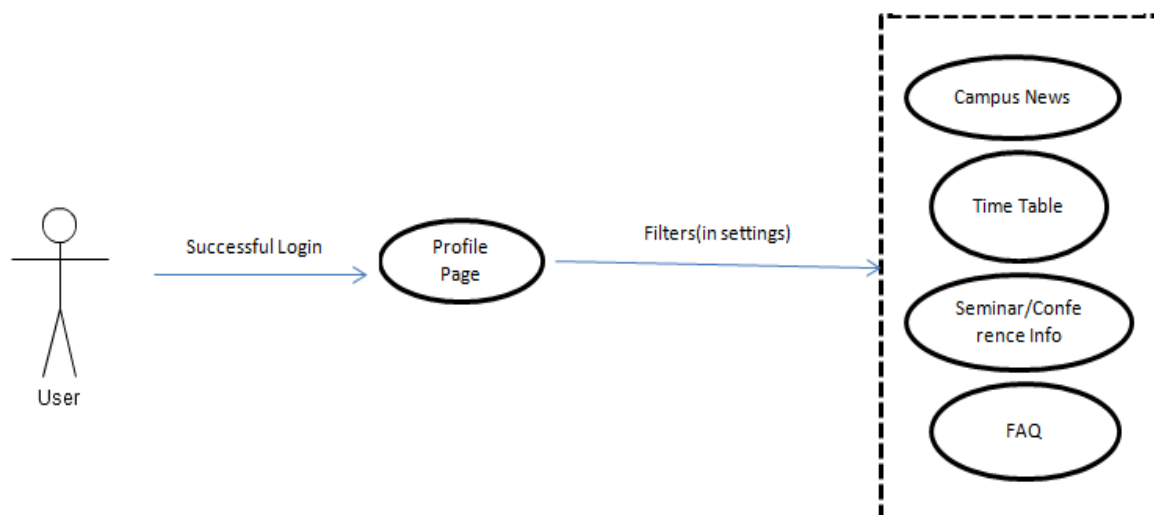 Campus News
Time Table
Successful Login
Filters(in settings)
Profile
Page
Seminar/Confe
rence Info
User
FAQ